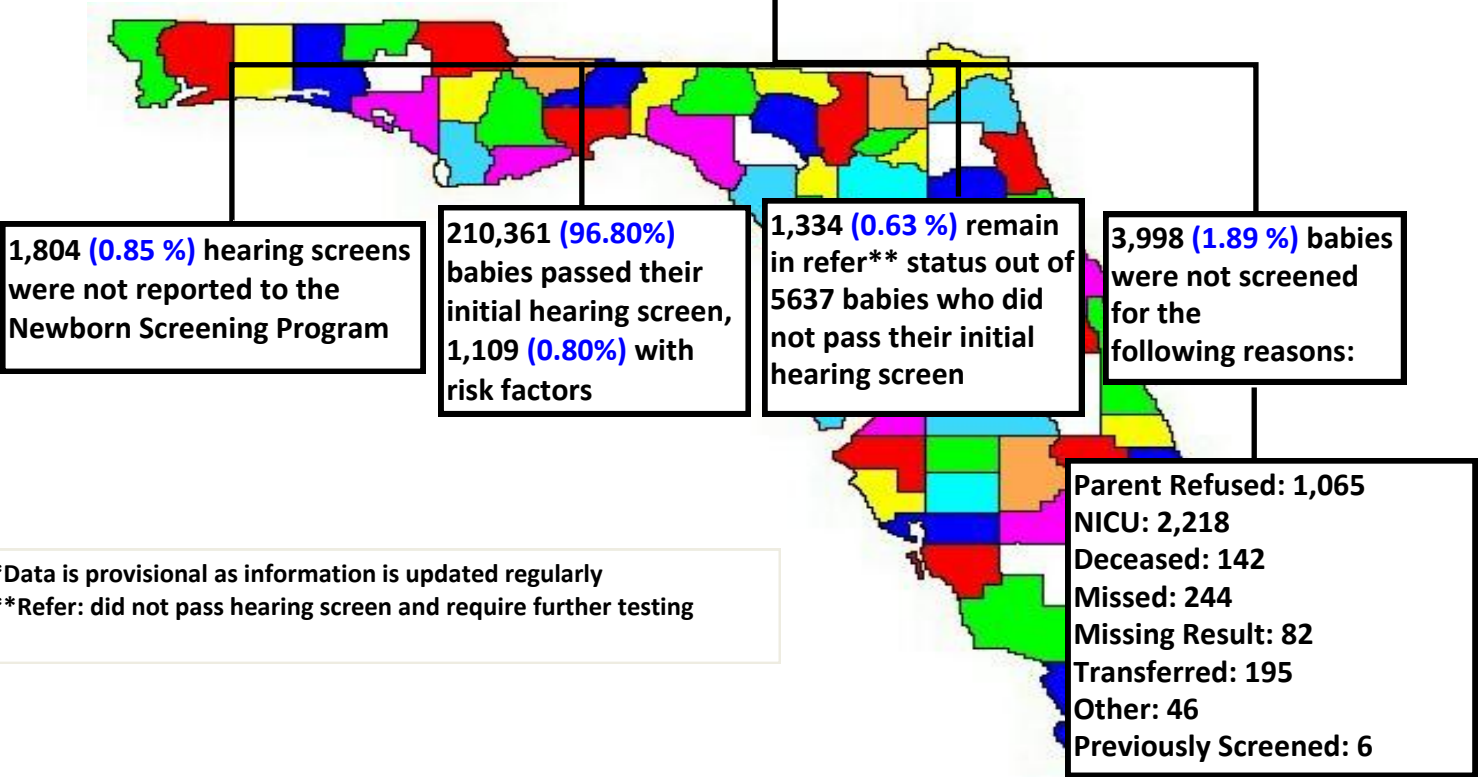 1,804 (0.85 %) hearing screens
were not reported to the
Newborn Screening Program
210,361 (96.80%)
babies passed their
initial hearing screen,
1,109 (0.80%) with
risk factors
1,334 (0.63 %) remain
in refer** status out of
5637 babies who did
not pass their initial
hearing screen
3,998 (1.89 %) babies
were not screened
for the
following reasons:
Parent Refused: 1,065
NICU: 2,218
Deceased: 142
Missed: 244
Missing Result: 82
Transferred: 195
Other: 46
Previously Screened: 6
*Data is provisional as information is updated regularly
**Refer: did not pass hearing screen and require further testing